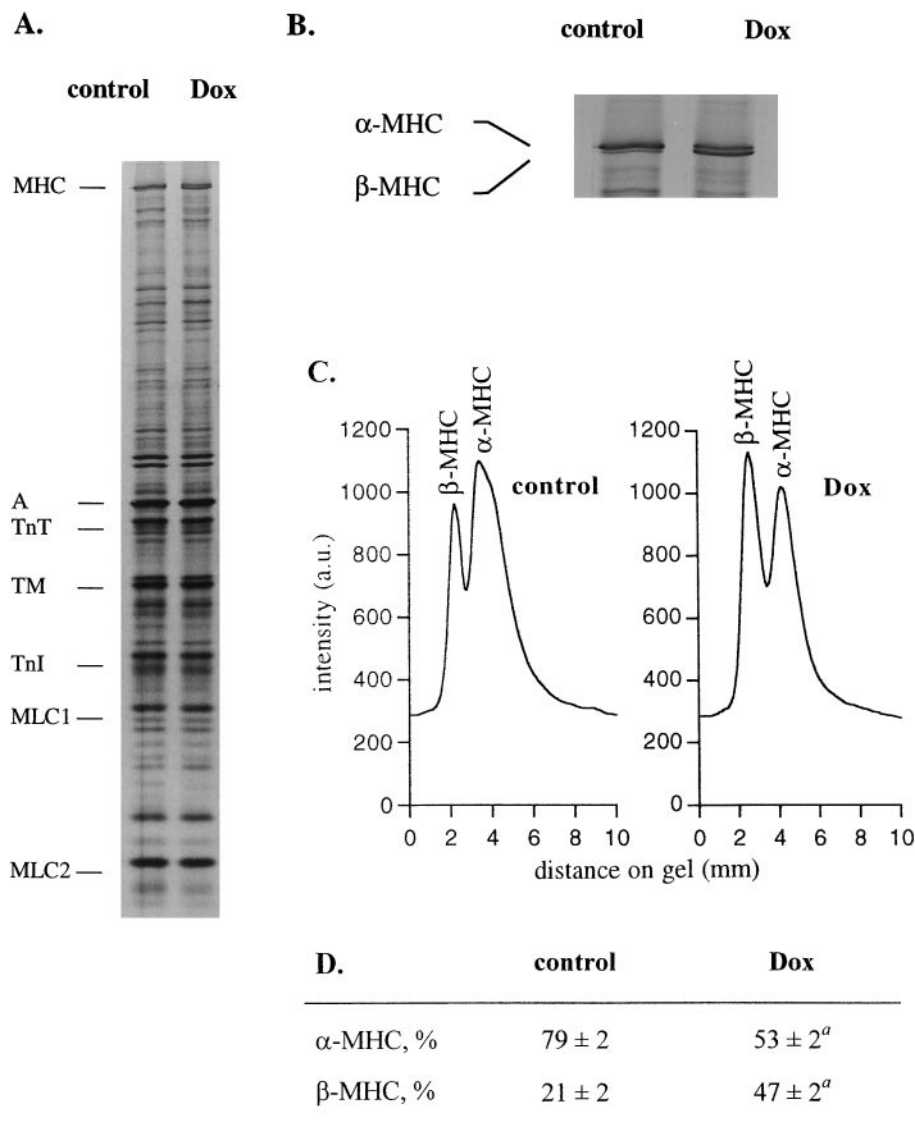 A.
control Dox
MHC
A
TnT
TM
TnI
MLC1
MLC2
B.
control Dox
α-MHC
β-MHC
C.
β-MHC
α-MHC
control
1200
1000
800
600
400
200
0
intensity (a.u.)
0 2 4 6 8 10
β-MHC
α-MHC
Dox
1200
1000
800
600
400
200
0
0 2 4 6 8 10
distance on gel (mm)
D. control Dox
α-MHC, % 79 ± 2 53 ± 2ᵃ
β-MHC, % 21 ± 2 47 ± 2ᵃ